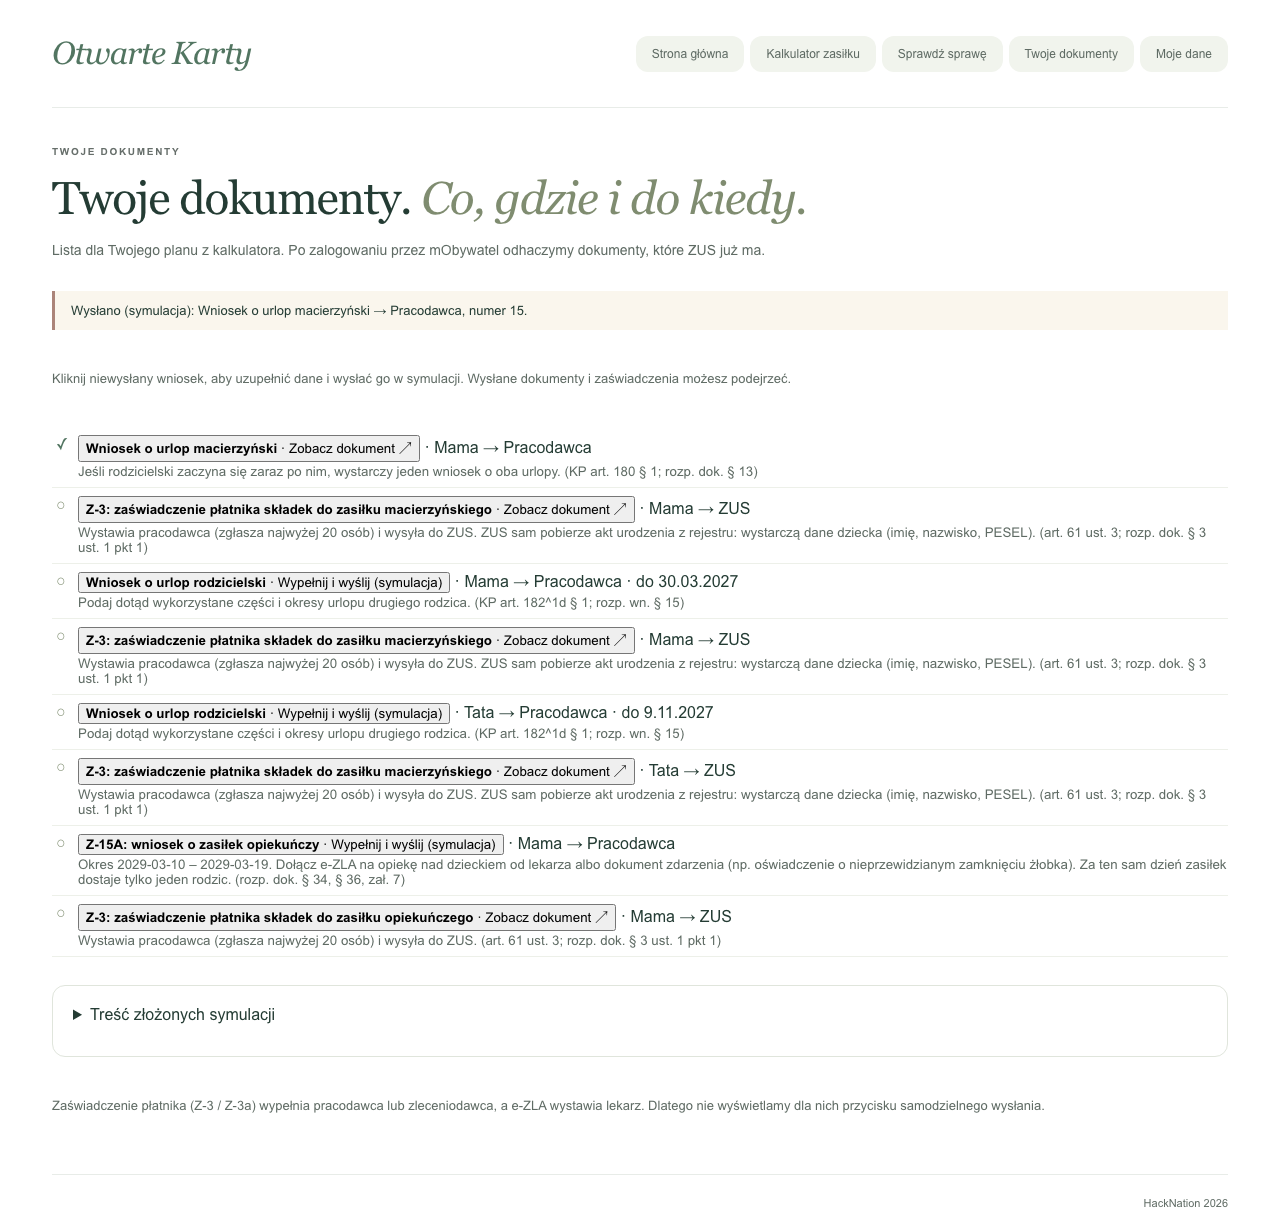 Otwarte Karty
Strona główna
Kalkulator zasiłku
Sprawdź sprawę
Twoje dokumenty
Moje dane
TWOJE DOKUMENTY
Twoje dokumenty. Co, gdzie i do kiedy.
Lista dla Twojego planu z kalkulatora. Po zalogowaniu przez mObywatel odhaczymy dokumenty, które ZUS już ma.
Wysłano (symulacja): Wniosek o urlop macierzyński → Pracodawca, numer 15.
Kliknij niewysłany wniosek, aby uzupełnić dane i wysłać go w symulacji. Wysłane dokumenty i zaświadczenia możesz podejrzeć.
✓ Wniosek o urlop macierzyński · Zobacz dokument ↗ · Mama → Pracodawca
Jeśli rodzicielski zaczyna się zaraz po nim, wystarczy jeden wniosek o oba urlopy. (KP art. 180 § 1; rozp. dok. § 13)
○ Z-3: zaświadczenie płatnika składek do zasiłku macierzyńskiego · Zobacz dokument ↗ · Mama → ZUS
Wystawia pracodawca (zgłasza najwyżej 20 osób) i wysyła do ZUS. ZUS sam pobierze akt urodzenia z rejestru: wystarczą dane dziecka (imię, nazwisko, PESEL). (art. 61 ust. 3; rozp. dok. § 3
ust. 1 pkt 1)
○ Wniosek o urlop rodzicielski · Wypełnij i wyślij (symulacja) · Mama → Pracodawca · do 30.03.2027
Podaj dotąd wykorzystane części i okresy urlopu drugiego rodzica. (KP art. 182^1d § 1; rozp. wn. § 15)
○ Z-3: zaświadczenie płatnika składek do zasiłku macierzyńskiego · Zobacz dokument ↗ · Mama → ZUS
Wystawia pracodawca (zgłasza najwyżej 20 osób) i wysyła do ZUS. ZUS sam pobierze akt urodzenia z rejestru: wystarczą dane dziecka (imię, nazwisko, PESEL). (art. 61 ust. 3; rozp. dok. § 3
ust. 1 pkt 1)
○ Wniosek o urlop rodzicielski · Wypełnij i wyślij (symulacja) · Tata → Pracodawca · do 9.11.2027
Podaj dotąd wykorzystane części i okresy urlopu drugiego rodzica. (KP art. 182^1d § 1; rozp. wn. § 15)
○ Z-3: zaświadczenie płatnika składek do zasiłku macierzyńskiego · Zobacz dokument ↗ · Tata → ZUS
Wystawia pracodawca (zgłasza najwyżej 20 osób) i wysyła do ZUS. ZUS sam pobierze akt urodzenia z rejestru: wystarczą dane dziecka (imię, nazwisko, PESEL). (art. 61 ust. 3; rozp. dok. § 3
ust. 1 pkt 1)
○ Z-15A: wniosek o zasiłek opiekuńczy · Wypełnij i wyślij (symulacja) · Mama → Pracodawca
Okres 2029-03-10 – 2029-03-19. Dołącz e-ZLA na opiekę nad dzieckiem od lekarza albo dokument zdarzenia (np. oświadczenie o nieprzewidzianym zamknięciu żłobka). Za ten sam dzień zasiłek
dostaje tylko jeden rodzic. (rozp. dok. § 34, § 36, zał. 7)
○ Z-3: zaświadczenie płatnika składek do zasiłku opiekuńczego · Zobacz dokument ↗ · Mama → ZUS
Wystawia pracodawca (zgłasza najwyżej 20 osób) i wysyła do ZUS. (art. 61 ust. 3; rozp. dok. § 3 ust. 1 pkt 1)
▶ Treść złożonych symulacji
Zaświadczenie płatnika (Z-3 / Z-3a) wypełnia pracodawca lub zleceniodawca, a e-ZLA wystawia lekarz. Dlatego nie wyświetlamy dla nich przycisku samodzielnego wysłania.
HackNation 2026